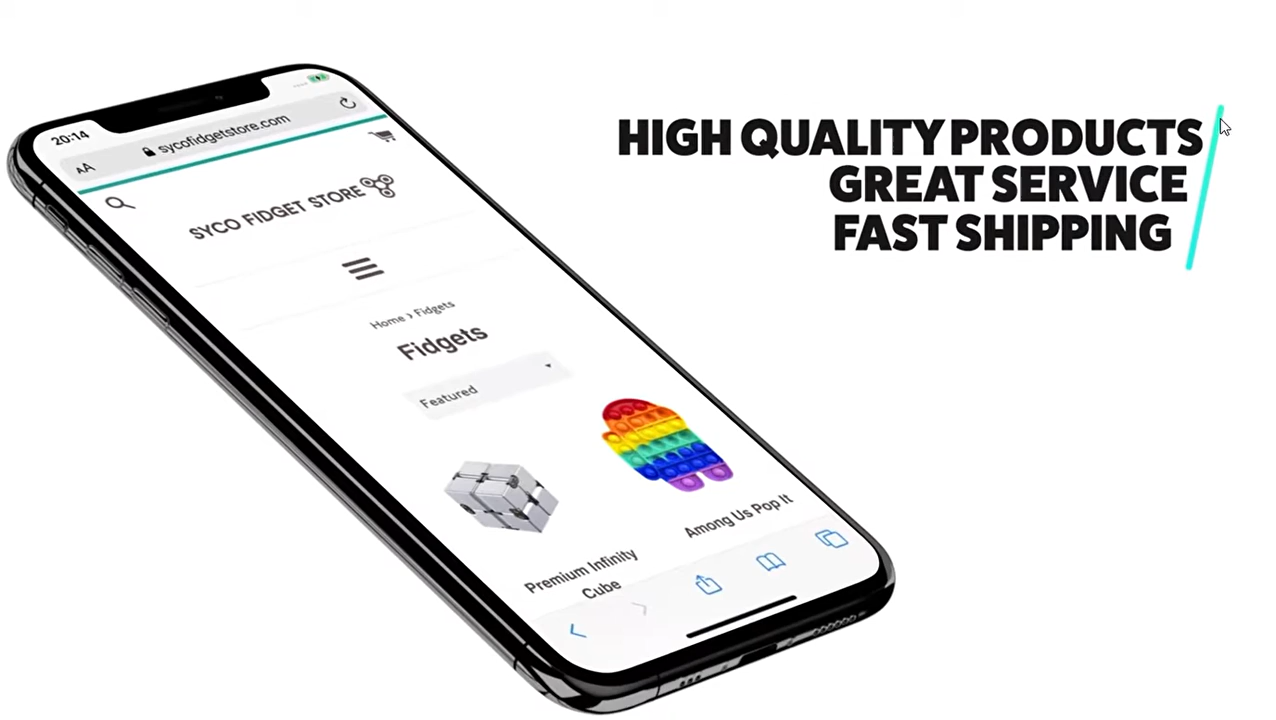 20:14
AA
sycofidgetstore.com
SYCO FIDGET STORE
Home › Fidgets
Fidgets
Featured
Premium Infinity
Cube
Among Us Pop It
HIGH QUALITY PRODUCTS
GREAT SERVICE
FAST SHIPPING